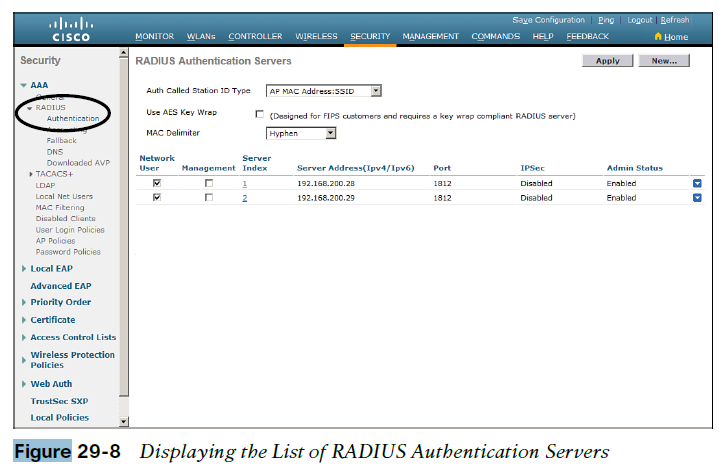 Save Configuration | Ping | Logout | Refresh
CISCO
MONITOR WLANs CONTROLLER WIRELESS SECURITY MANAGEMENT COMMANDS HELP FEEDBACK Home
Security
RADIUS Authentication Servers
Apply New...
AAA
General
RADIUS
Authentication
Accounting
Fallback
DNS
Downloaded AVP
TACACS+
LDAP
Local Net Users
MAC Filtering
Disabled Clients
User Login Policies
AP Policies
Password Policies
Local EAP
Advanced EAP
Priority Order
Certificate
Access Control Lists
Wireless Protection
Policies
Web Auth
TrustSec SXP
Local Policies
Auth Called Station ID Type AP MAC Address:SSID
Use AES Key Wrap (Designed for FIPS customers and requires a key wrap compliant RADIUS server)
MAC Delimiter Hyphen
Network Server
User Management Index Server Address(Ipv4/Ipv6) Port IPSec Admin Status
1 192.168.200.28 1812 Disabled Enabled
2 192.168.200.29 1812 Disabled Enabled
Figure 29-8 Displaying the List of RADIUS Authentication Servers